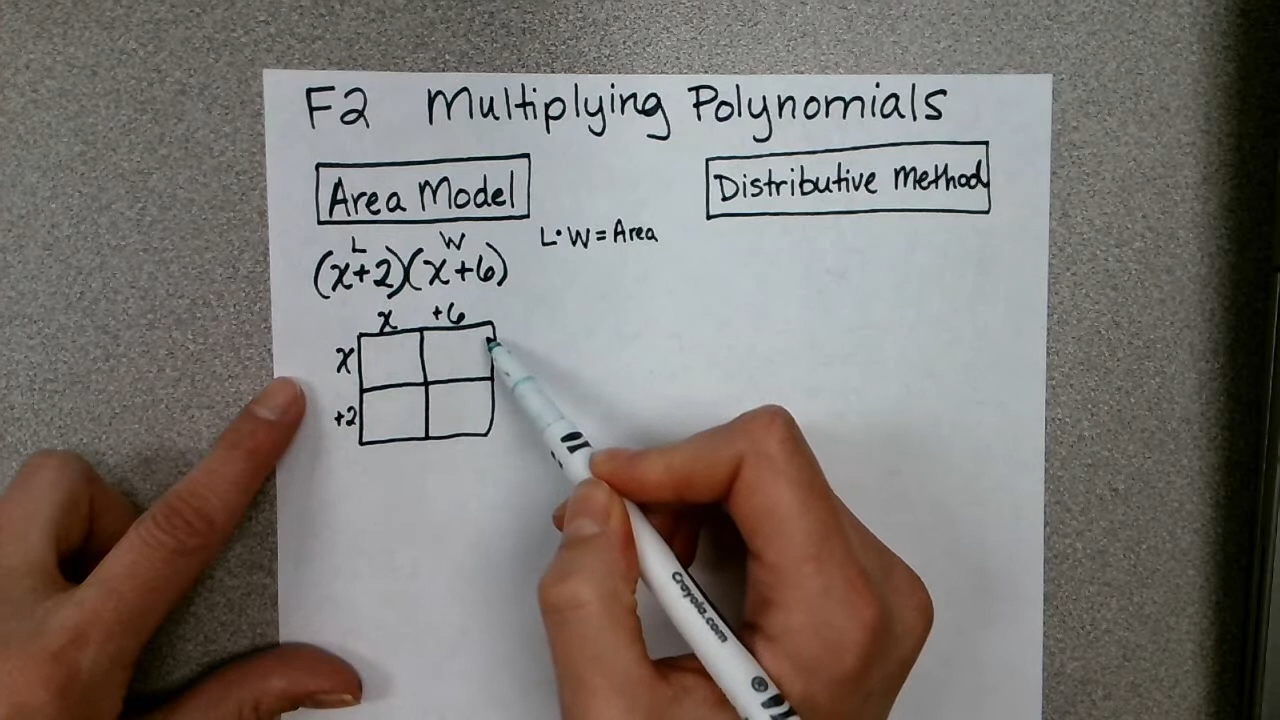 F2 Multiplying Polynomials
Area Model
Distributive Method
L W
(x+2)(x+6)
L·W=Area
x +6
x
+2
Crayola.com